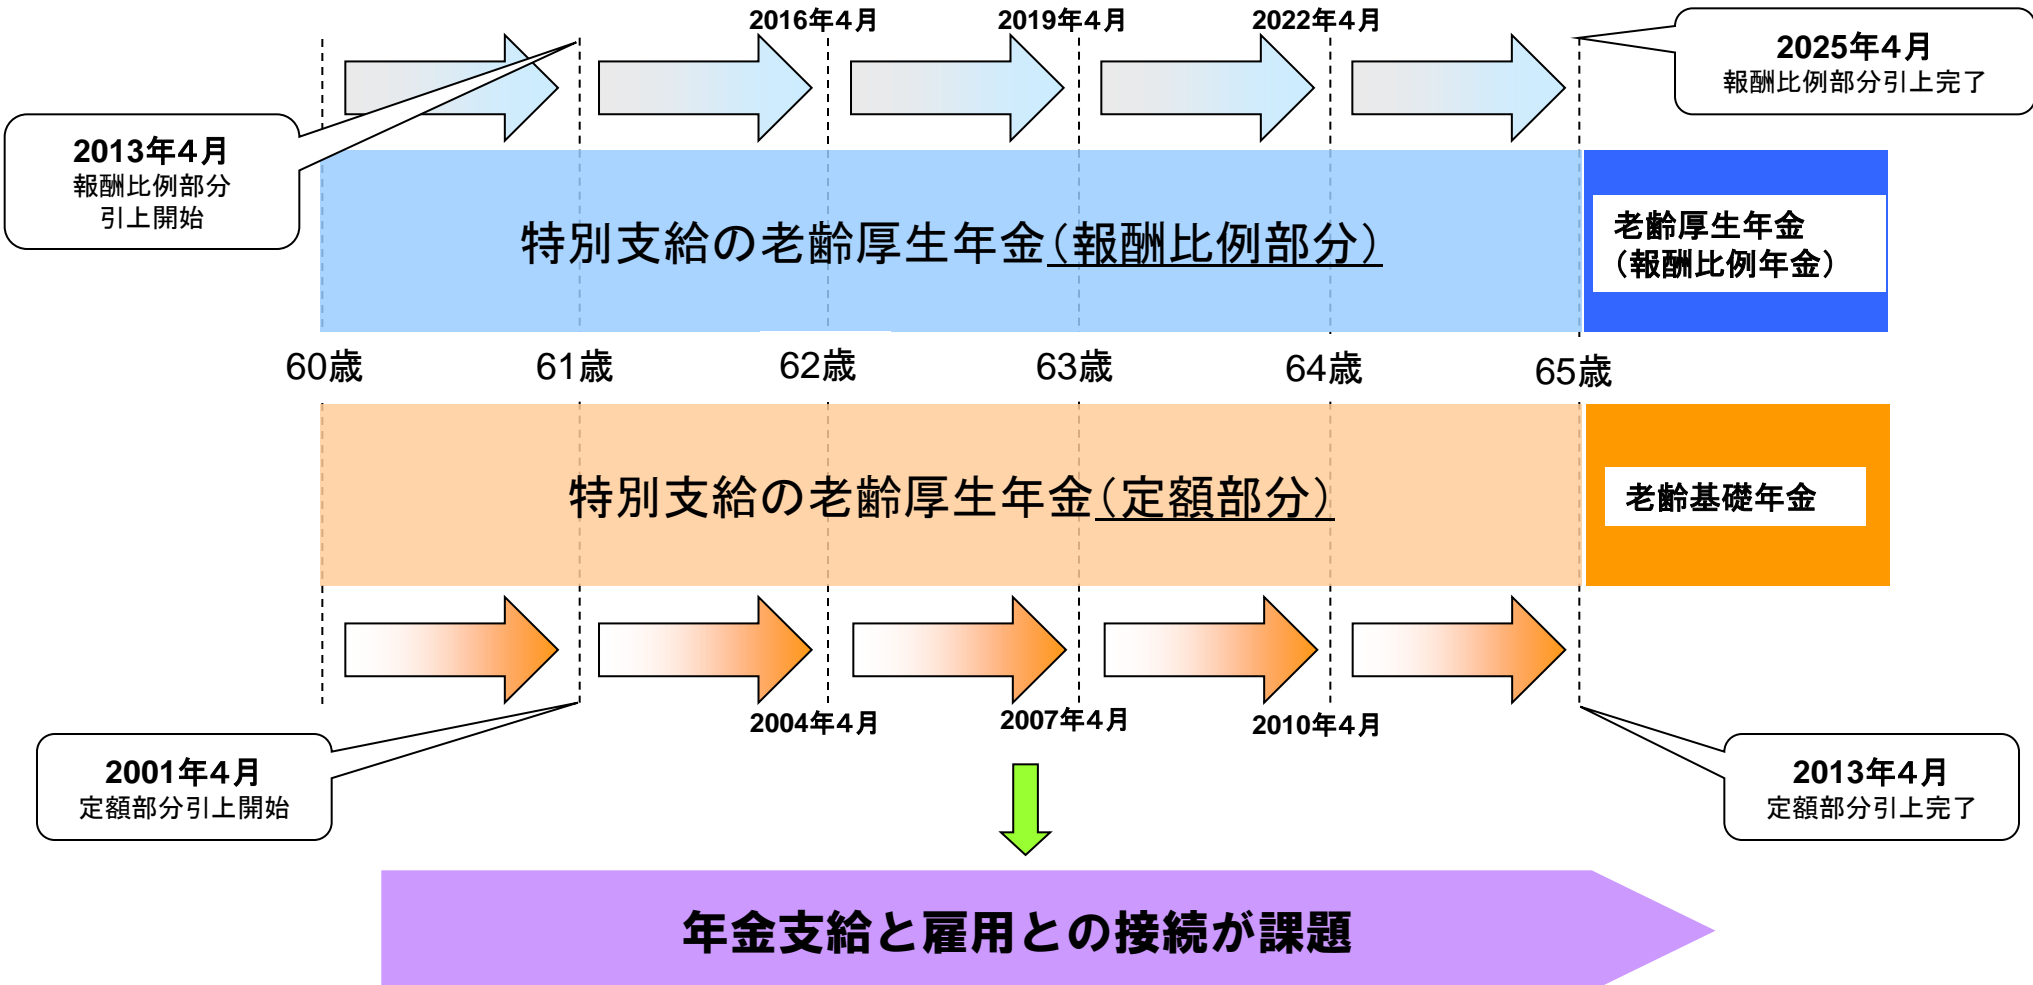 2016年4月
2019年4月
2022年4月
2025年4月
報酬比例部分引上完了
2013年4月
報酬比例部分
引上開始
特別支給の老齢厚生年金(報酬比例部分)
老齢厚生年金
(報酬比例年金)
60歳
61歳
62歳
63歳
64歳
65歳
特別支給の老齢厚生年金(定額部分)
老齢基礎年金
2004年4月
2007年4月
2010年4月
2001年4月
定額部分引上開始
2013年4月
定額部分引上完了
年金支給と雇用との接続が課題